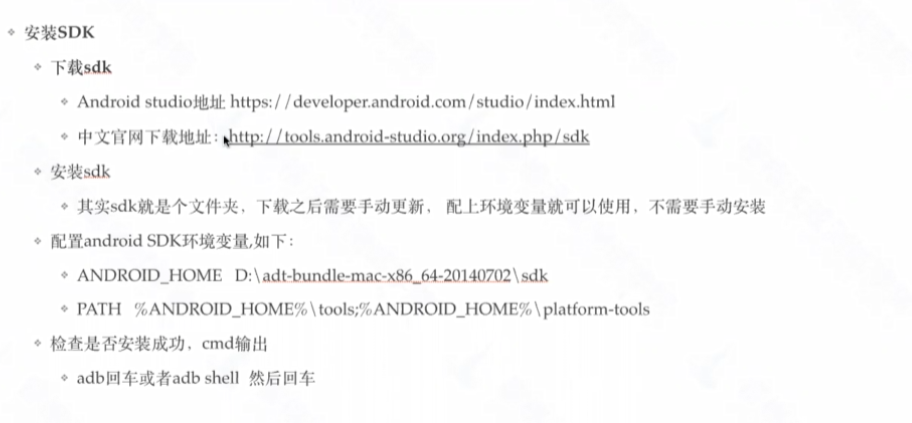 安装SDK
下载sdk
Android studio地址 https://developer.android.com/studio/index.html
中文官网下载地址：http://tools.android-studio.org/index.php/sdk
安装sdk
其实sdk就是个文件夹，下载之后需要手动更新， 配上环境变量就可以使用，不需要手动安装
配置android SDK环境变量,如下：
ANDROID_HOME D:\adt-bundle-mac-x86_64-20140702\sdk
PATH %ANDROID_HOME%\tools;%ANDROID_HOME%\platform-tools
检查是否安装成功，cmd输出
adb回车或者adb shell 然后回车